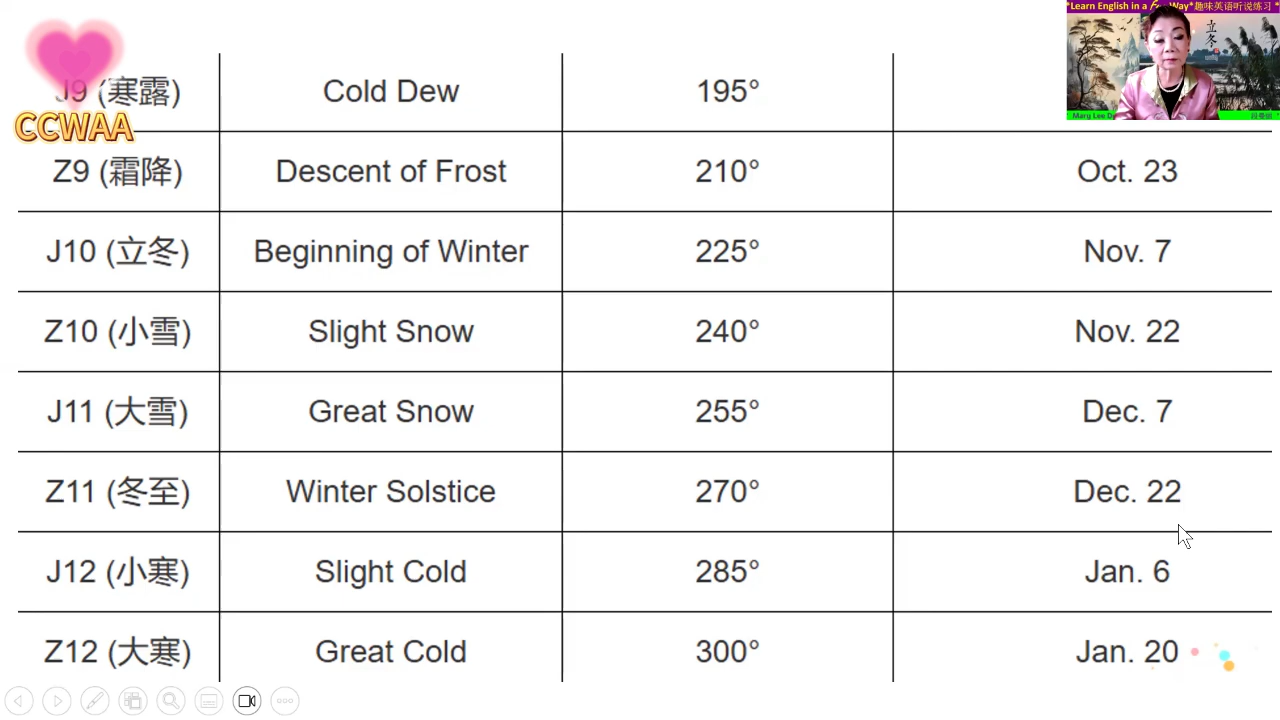 *Learn English in a Fun Way*趣味英语听说练习 *
立冬
Mary Lee D
CCWAA
J9 (寒露) Cold Dew 195°
Z9 (霜降) Descent of Frost 210° Oct. 23
J10 (立冬) Beginning of Winter 225° Nov. 7
Z10 (小雪) Slight Snow 240° Nov. 22
J11 (大雪) Great Snow 255° Dec. 7
Z11 (冬至) Winter Solstice 270° Dec. 22
J12 (小寒) Slight Cold 285° Jan. 6
Z12 (大寒) Great Cold 300° Jan. 20